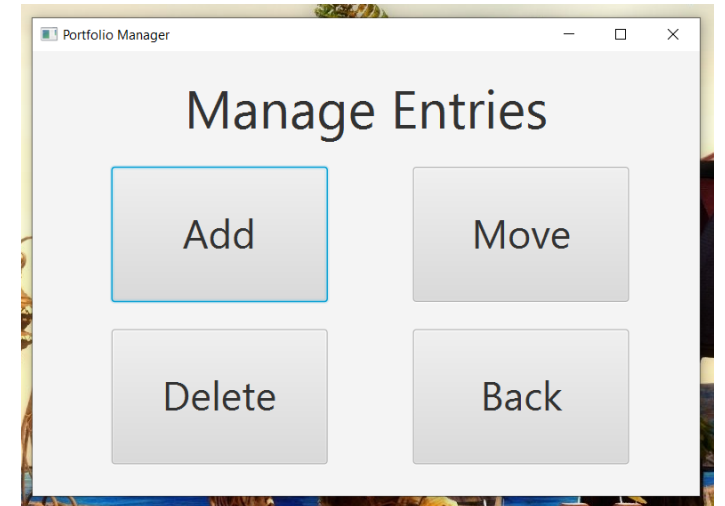 Portfolio Manager
Manage Entries
Add
Move
Delete
Back